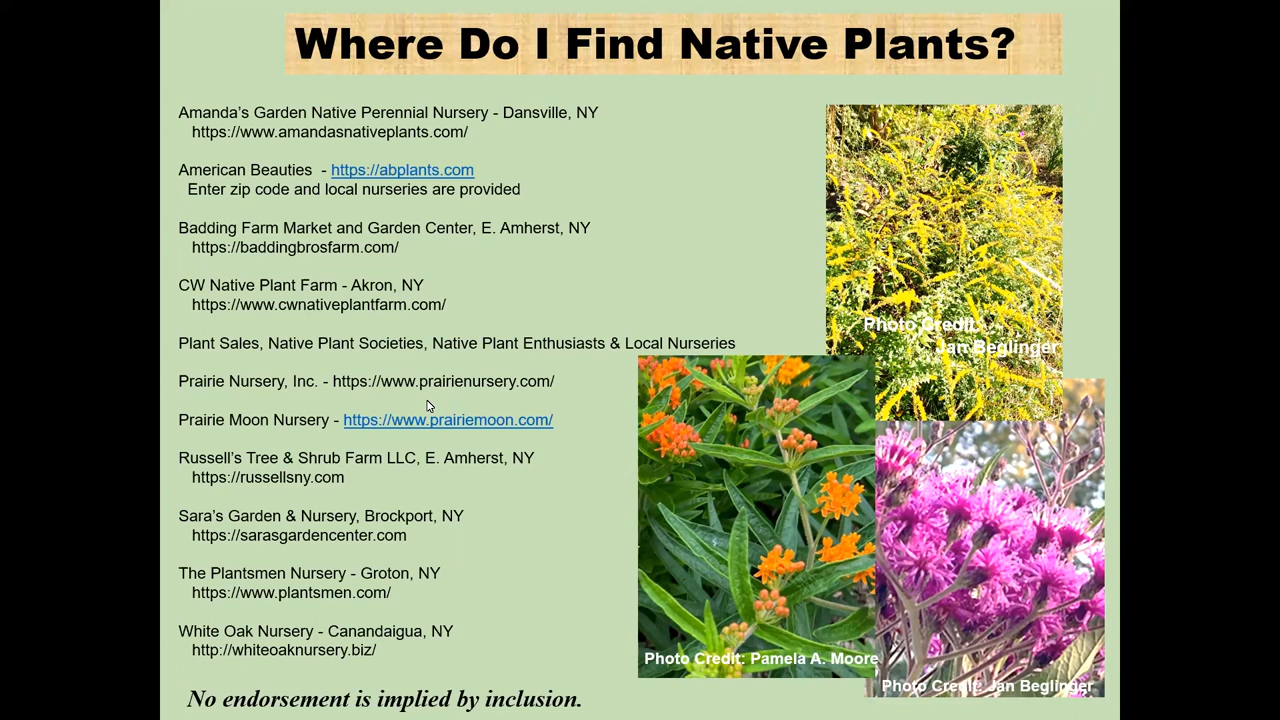 Where Do I Find Native Plants?
Amanda's Garden Native Perennial Nursery - Dansville, NY
https://www.amandasnativeplants.com/
American Beauties - https://abplants.com
Enter zip code and local nurseries are provided
Badding Farm Market and Garden Center, E. Amherst, NY
https://baddingbrosfarm.com/
CW Native Plant Farm - Akron, NY
https://www.cwnativeplantfarm.com/
Plant Sales, Native Plant Societies, Native Plant Enthusiasts & Local Nurseries
Prairie Nursery, Inc. - https://www.prairienursery.com/
Prairie Moon Nursery - https://www.prairiemoon.com/
Russell's Tree & Shrub Farm LLC, E. Amherst, NY
https://russellsny.com
Sara's Garden & Nursery, Brockport, NY
https://sarasgardencenter.com
The Plantsmen Nursery - Groton, NY
https://www.plantsmen.com/
White Oak Nursery - Canandaigua, NY
http://whiteoaknursery.biz/
No endorsement is implied by inclusion.
Photo Credit:
Jan Beglinger
Photo Credit: Pamela A. Moore
Photo Credit: Jan Beglinger